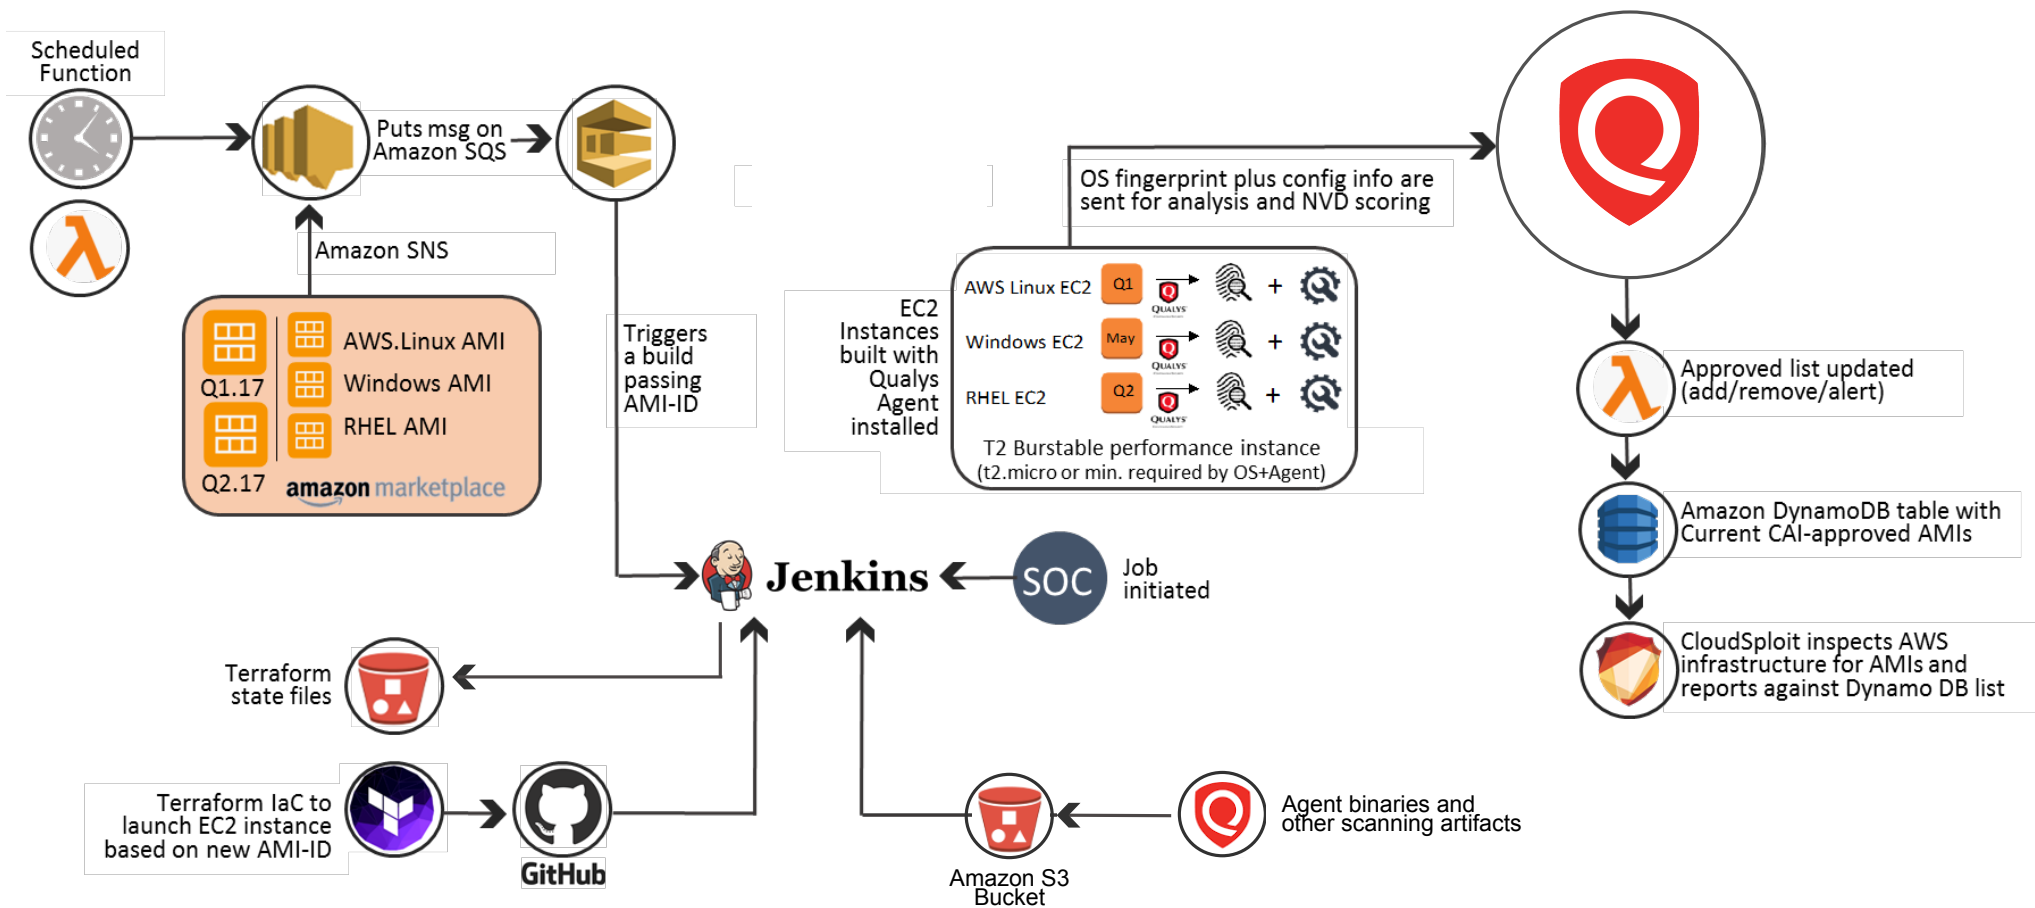 Scheduled
Function
Puts msg on
Amazon SQS
Amazon SNS
Q1.17
Q2.17
AWS.Linux AMI
Windows AMI
RHEL AMI
amazon marketplace
Triggers
a build
passing
AMI-ID
EC2
Instances
built with
Qualys
Agent
installed
OS fingerprint plus config info are
sent for analysis and NVD scoring
AWS Linux EC2 Q1 QUALYS +
Windows EC2 May QUALYS +
RHEL EC2 Q2 QUALYS +
T2 Burstable performance instance
(t2.micro or min. required by OS+Agent)
Approved list updated
(add/remove/alert)
Amazon DynamoDB table with
Current CAI-approved AMIs
CloudSploit inspects AWS
infrastructure for AMIs and
reports against Dynamo DB list
Jenkins
SOC
Job
initiated
Terraform
state files
Terraform IaC to
launch EC2 instance
based on new AMI-ID
GitHub
Amazon S3
Bucket
Agent binaries and
other scanning artifacts